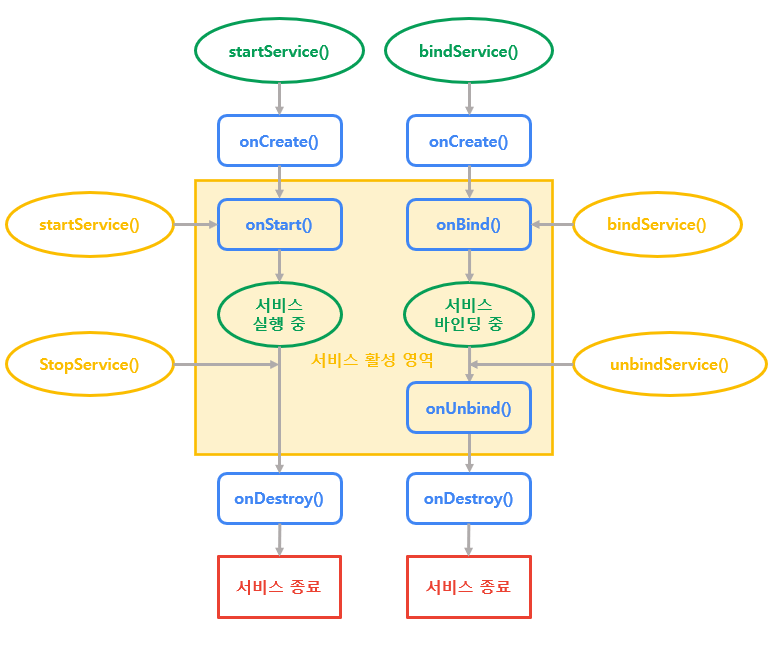 startService()
bindService()
onCreate()
onCreate()
startService()
onStart()
onBind()
bindService()
서비스
실행 중
서비스
바인딩 중
StopService()
서비스 활성 영역
unbindService()
onUnbind()
onDestroy()
onDestroy()
서비스 종료
서비스 종료